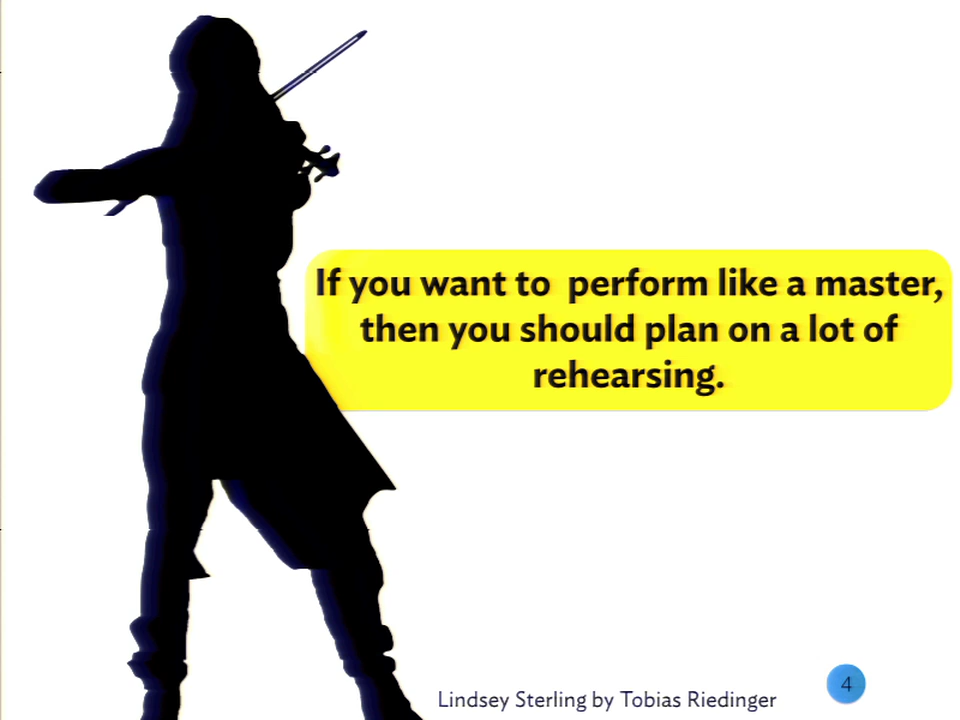 If you want to  perform like a master,
then you should plan on a lot of
rehearsing.
Lindsey Sterling by Tobias Riedinger
4